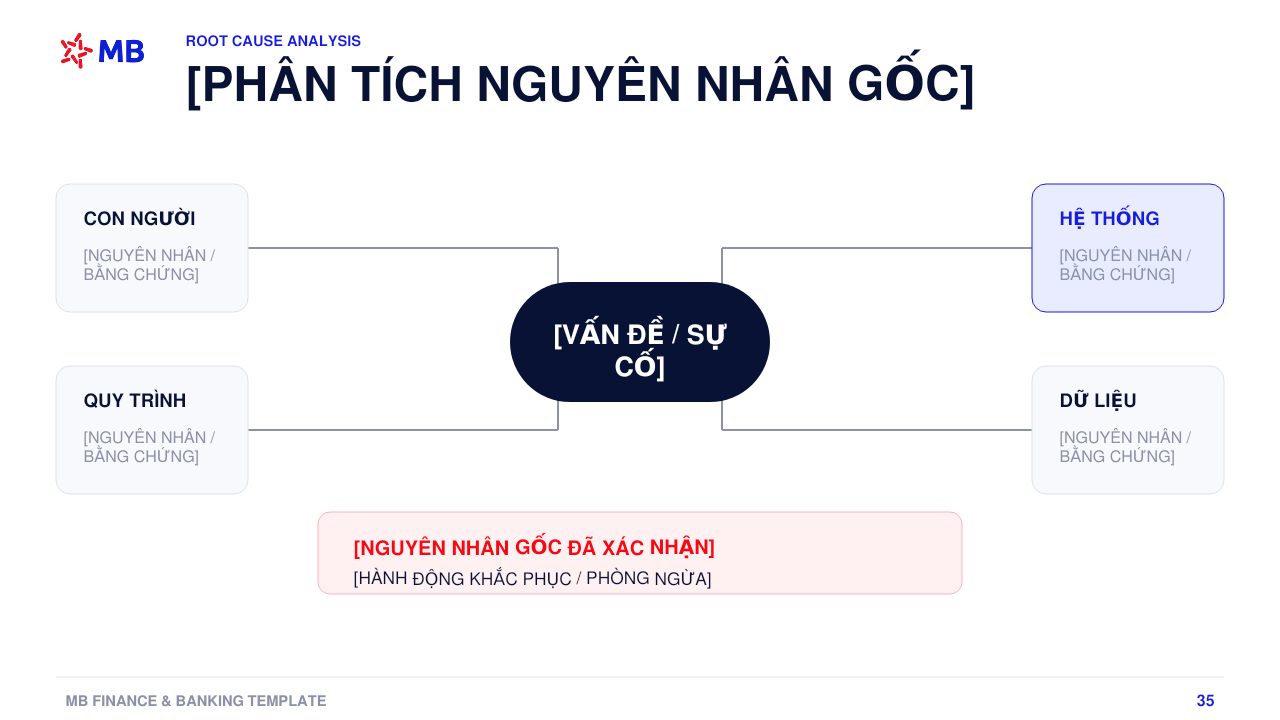 MB
ROOT CAUSE ANALYSIS
[PHÂN TÍCH NGUYÊN NHÂN GỐC]
CON NGƯỜI
[NGUYÊN NHÂN /
BẰNG CHỨNG]
HỆ THỐNG
[NGUYÊN NHÂN /
BẰNG CHỨNG]
[VẤN ĐỀ / SỰ
CỐ]
QUY TRÌNH
[NGUYÊN NHÂN /
BẰNG CHỨNG]
DỮ LIỆU
[NGUYÊN NHÂN /
BẰNG CHỨNG]
[NGUYÊN NHÂN GỐC ĐÃ XÁC NHẬN]
[HÀNH ĐỘNG KHẮC PHỤC / PHÒNG NGỪA]
MB FINANCE & BANKING TEMPLATE
35